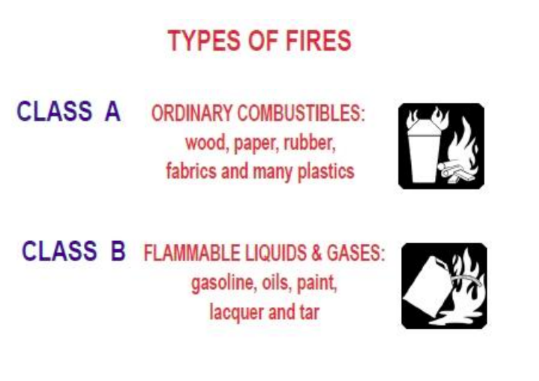 TYPES OF FIRES
CLASS A
ORDINARY COMBUSTIBLES:
wood, paper, rubber,
fabrics and many plastics
CLASS B
FLAMMABLE LIQUIDS & GASES:
gasoline, oils, paint,
lacquer and tar